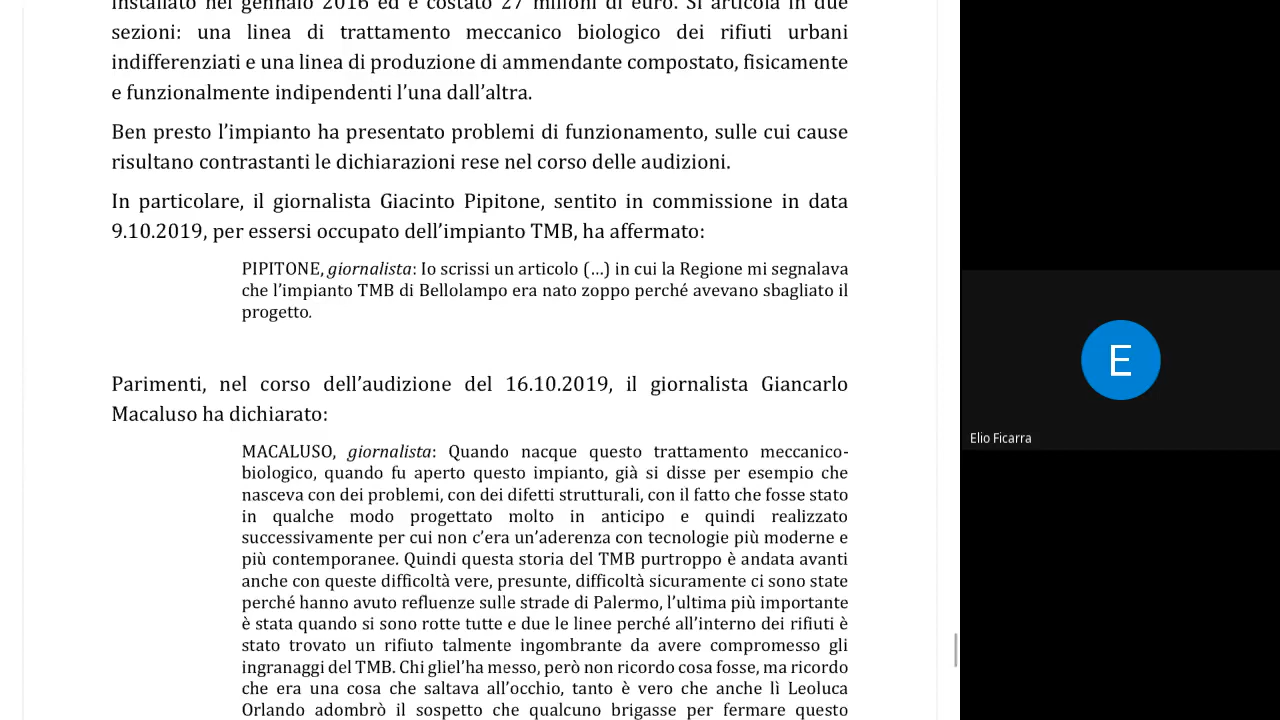 installato nel gennaio 2016 ed è costato 27 milioni di euro. Si articola in due
sezioni: una linea di trattamento meccanico biologico dei rifiuti urbani
indifferenziati e una linea di produzione di ammendante compostato, fisicamente
e funzionalmente indipendenti l’una dall’altra.
Ben presto l’impianto ha presentato problemi di funzionamento, sulle cui cause
risultano contrastanti le dichiarazioni rese nel corso delle audizioni.
In particolare, il giornalista Giacinto Pipitone, sentito in commissione in data
9.10.2019, per essersi occupato dell’impianto TMB, ha affermato:
PIPITONE, giornalista: Io scrissi un articolo (…) in cui la Regione mi segnalava
che l’impianto TMB di Bellolampo era nato zoppo perché avevano sbagliato il
progetto.
Parimenti, nel corso dell’audizione del 16.10.2019, il giornalista Giancarlo
Macaluso ha dichiarato:
MACALUSO, giornalista: Quando nacque questo trattamento meccanico-
biologico, quando fu aperto questo impianto, già si disse per esempio che
nasceva con dei problemi, con dei difetti strutturali, con il fatto che fosse stato
in qualche modo progettato molto in anticipo e quindi realizzato
successivamente per cui non c’era un’aderenza con tecnologie più moderne e
più contemporanee. Quindi questa storia del TMB purtroppo è andata avanti
anche con queste difficoltà vere, presunte, difficoltà sicuramente ci sono state
perché hanno avuto refluenze sulle strade di Palermo, l’ultima più importante
è stata quando si sono rotte tutte e due le linee perché all’interno dei rifiuti è
stato trovato un rifiuto talmente ingombrante da avere compromesso gli
ingranaggi del TMB. Chi gliel’ha messo, però non ricordo cosa fosse, ma ricordo
che era una cosa che saltava all’occhio, tanto è vero che anche lì Leoluca
Orlando adombrò il sospetto che qualcuno brigasse per fermare questo
E
Elio Ficarra